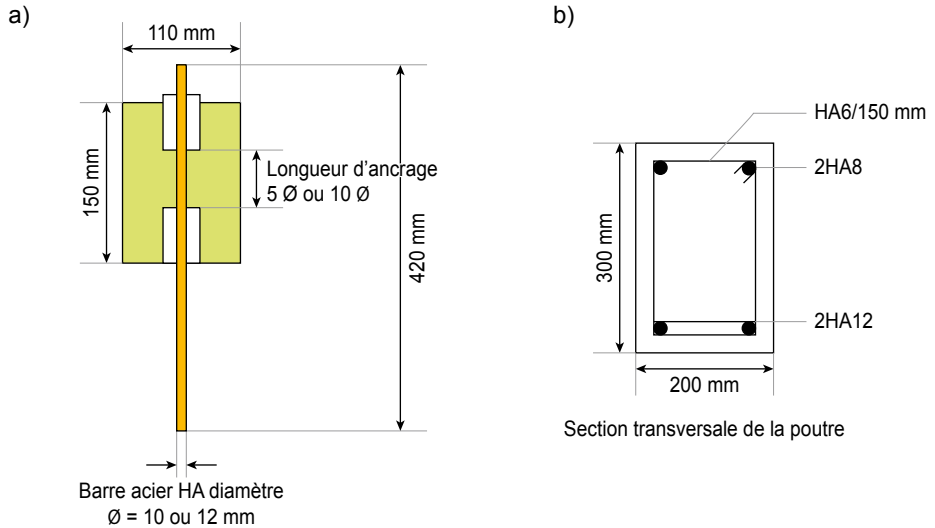 a)
110 mm
150 mm
Longueur d'ancrage
5 Ø ou 10 Ø
420 mm
Barre acier HA diamètre
Ø = 10 ou 12 mm
b)
HA6/150 mm
2HA8
300 mm
2HA12
200 mm
Section transversale de la poutre